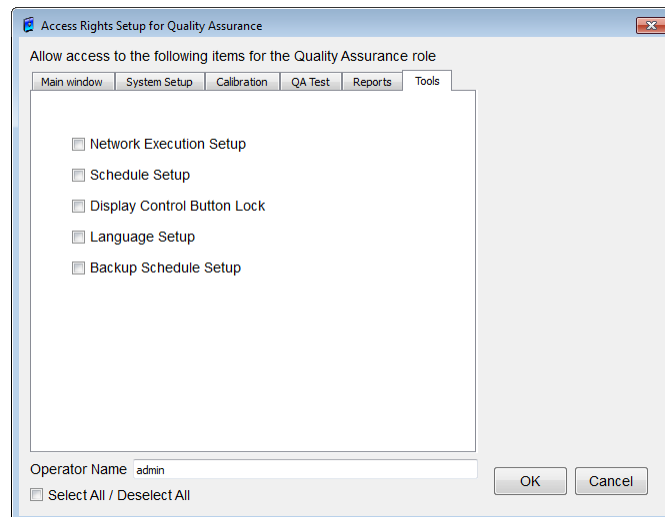 Access Rights Setup for Quality Assurance
Allow access to the following items for the Quality Assurance role
Main window System Setup Calibration QA Test Reports Tools
Network Execution Setup
Schedule Setup
Display Control Button Lock
Language Setup
Backup Schedule Setup
Operator Name admin
OK Cancel
Select All / Deselect All